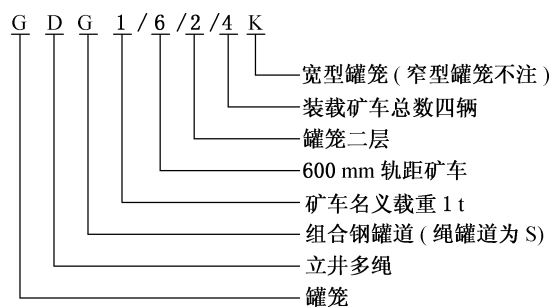 G D G 1 / 6 / 2 / 4 K
宽型罐笼(窄型罐笼不注)
装载矿车总数四辆
罐笼二层
600 mm 轨距矿车
矿车名义载重 1 t
组合钢罐道(绳罐道为 S)
立井多绳
罐笼